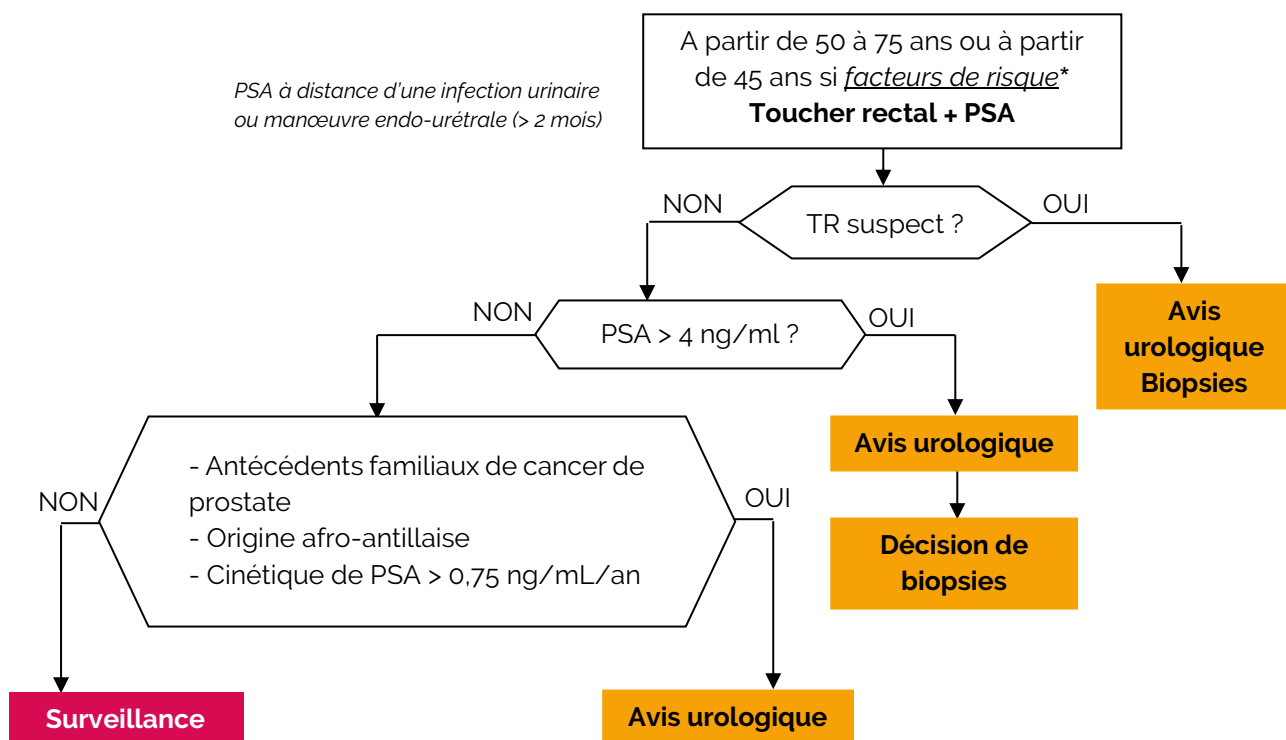 A partir de 50 à 75 ans ou à partir
de 45 ans si facteurs de risque*
Toucher rectal + PSA
PSA à distance d'une infection urinaire
ou manœuvre endo-urétrale (> 2 mois)
NON
TR suspect ?
OUI
NON
PSA > 4 ng/ml ?
OUI
Avis
urologique
Biopsies
Avis urologique
Décision de
biopsies
NON
- Antécédents familiaux de cancer de
prostate
- Origine afro-antillaise
- Cinétique de PSA > 0,75 ng/mL/an
OUI
Surveillance
Avis urologique